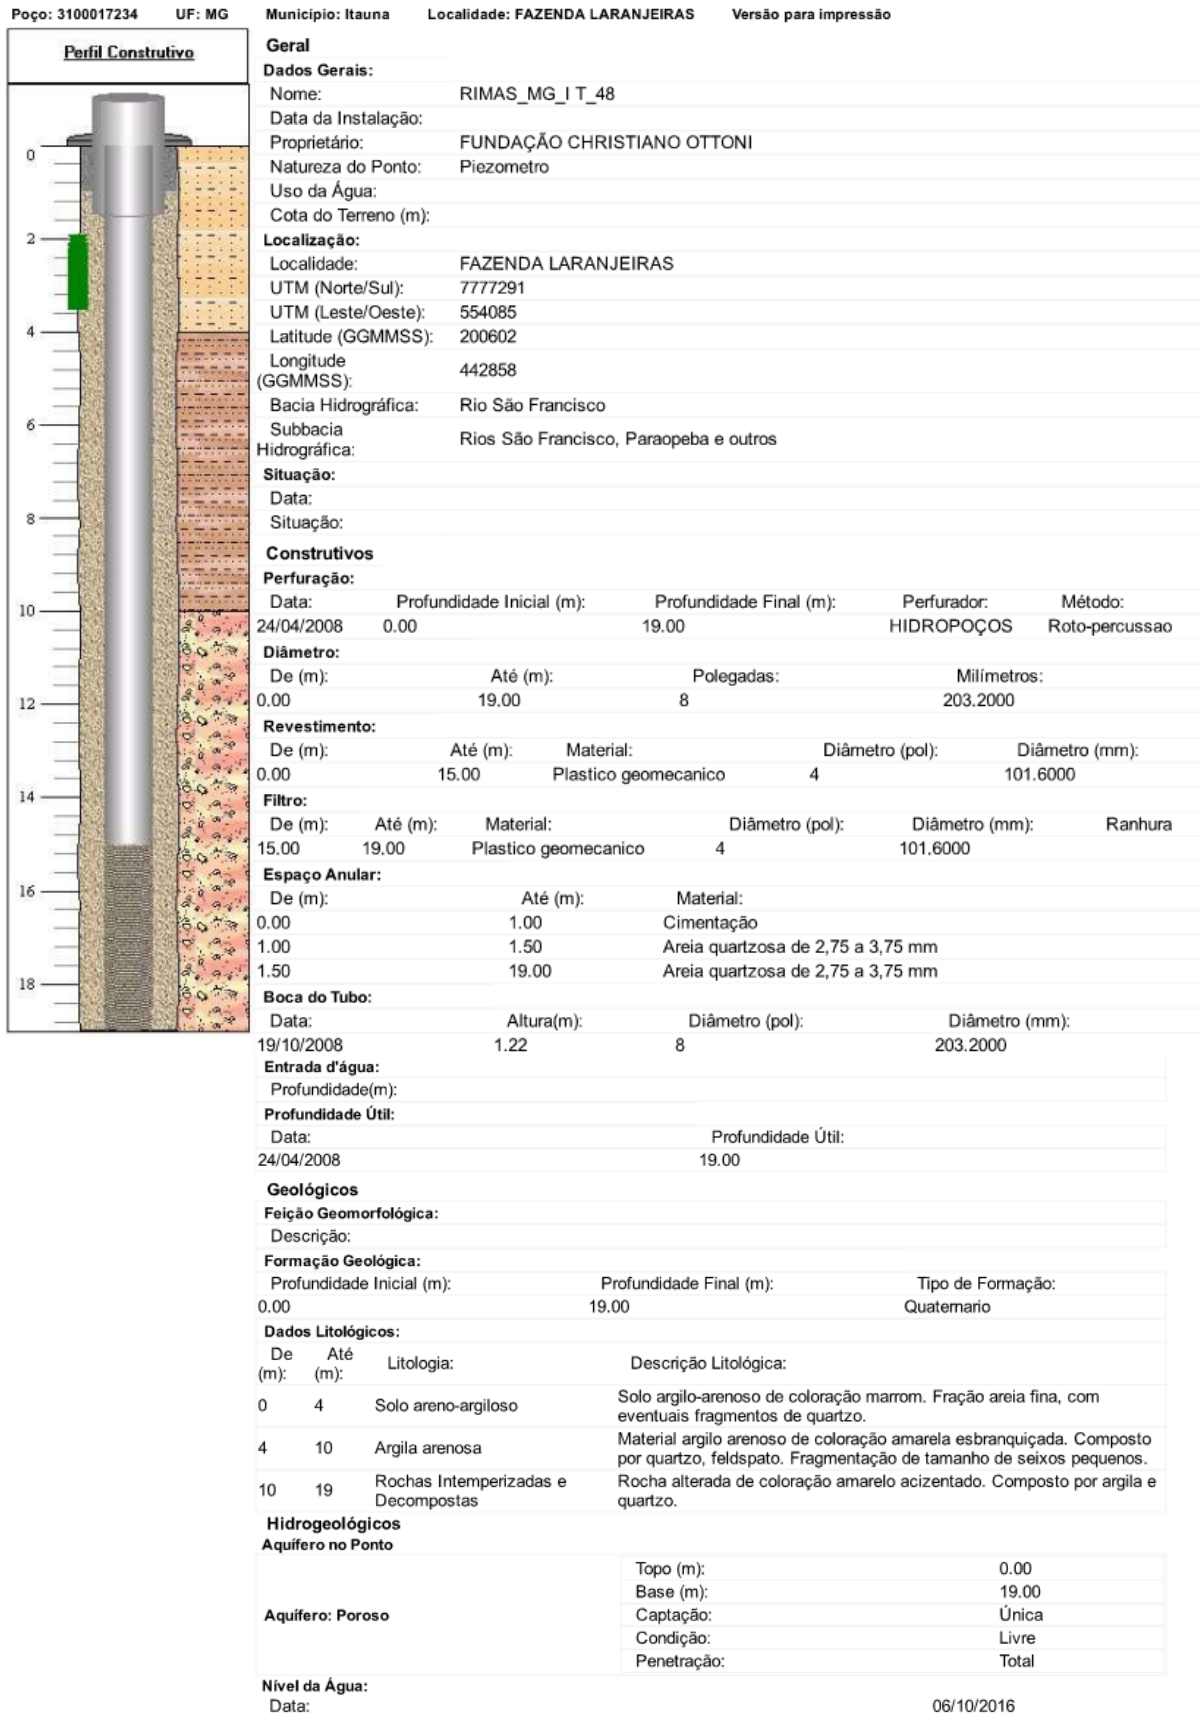 Poço: 3100017234 UF: MG Município: Itauna Localidade: FAZENDA LARANJEIRAS Versão para impressão
Perfil Construtivo
0
2
4
6
8
10
12
14
16
18
Geral
Dados Gerais:
Nome: RIMAS_MG_I T_48
Data da Instalação:
Proprietário: FUNDAÇÃO CHRISTIANO OTTONI
Natureza do Ponto: Piezometro
Uso da Água:
Cota do Terreno (m):
Localização:
Localidade: FAZENDA LARANJEIRAS
UTM (Norte/Sul): 7777291
UTM (Leste/Oeste): 554085
Latitude (GGMMSS): 200602
Longitude
(GGMMSS): 442858
Bacia Hidrográfica: Rio São Francisco
Subbacia
Hidrográfica: Rios São Francisco, Paraopeba e outros
Situação:
Data:
Situação:
Construtivos
Perfuração:
Data: Profundidade Inicial (m): Profundidade Final (m): Perfurador: Método:
24/04/2008 0.00 19.00 HIDROPOÇOS Roto-percussao
Diâmetro:
De (m): Até (m): Polegadas: Milímetros:
0.00 19.00 8 203.2000
Revestimento:
De (m): Até (m): Material: Diâmetro (pol): Diâmetro (mm):
0.00 15.00 Plastico geomecanico 4 101.6000
Filtro:
De (m): Até (m): Material: Diâmetro (pol): Diâmetro (mm): Ranhura
15.00 19.00 Plastico geomecanico 4 101.6000
Espaço Anular:
De (m): Até (m): Material:
0.00 1.00 Cimentação
1.00 1.50 Areia quartzosa de 2,75 a 3,75 mm
1.50 19.00 Areia quartzosa de 2,75 a 3,75 mm
Boca do Tubo:
Data: Altura(m): Diâmetro (pol): Diâmetro (mm):
19/10/2008 1.22 8 203.2000
Entrada d'água:
Profundidade(m):
Profundidade Útil:
Data: Profundidade Útil:
24/04/2008 19.00
Geológicos
Feição Geomorfológica:
Descrição:
Formação Geológica:
Profundidade Inicial (m): Profundidade Final (m): Tipo de Formação:
0.00 19.00 Quaternario
Dados Litológicos:
De (m): Até (m): Litologia: Descrição Litológica:
0 4 Solo areno-argiloso Solo argilo-arenoso de coloração marrom. Fração areia fina, com
eventuais fragmentos de quartzo.
4 10 Argila arenosa Material argilo arenoso de coloração amarela esbranquiçada. Composto
por quartzo, feldspato. Fragmentação de tamanho de seixos pequenos.
10 19 Rochas Intemperizadas e Decompostas Rocha alterada de coloração amarelo acizentado. Composto por argila e
quartzo.
Hidrogeológicos
Aquífero no Ponto
Aquífero: Poroso
Topo (m): 0.00
Base (m): 19.00
Captação: Única
Condição: Livre
Penetração: Total
Nível da Água:
Data: 06/10/2016